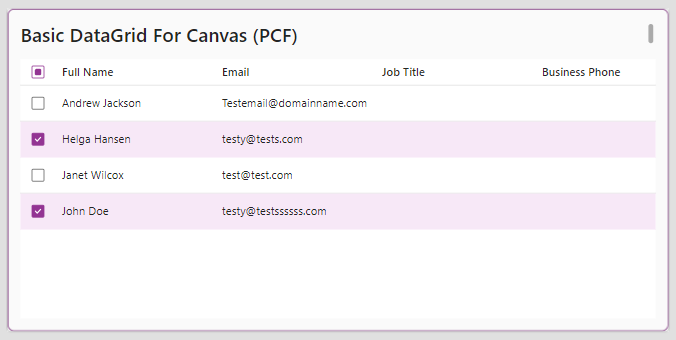 Basic DataGrid For Canvas (PCF)
Full Name Email Job Title Business Phone
Andrew Jackson Testemail@domainname.com
Helga Hansen testy@tests.com
Janet Wilcox test@test.com
John Doe testy@testssssss.com